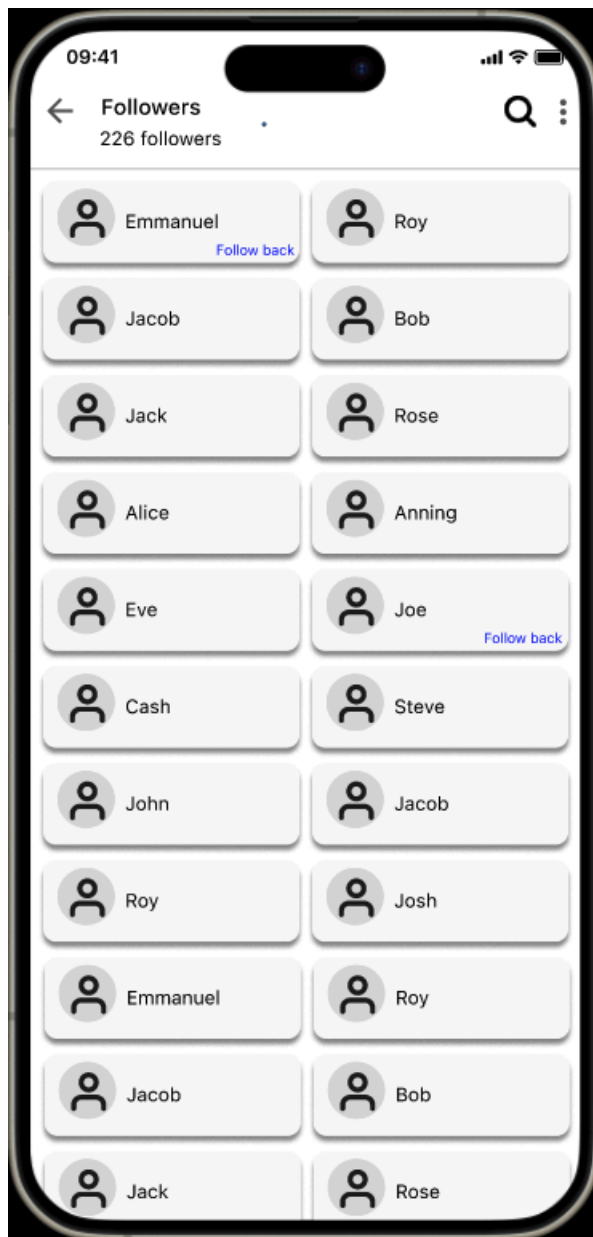 09:41
Followers
226 followers
Emmanuel
Follow back
Roy
Jacob
Bob
Jack
Rose
Alice
Anning
Eve
Joe
Follow back
Cash
Steve
John
Jacob
Roy
Josh
Emmanuel
Roy
Jacob
Bob
Jack
Rose